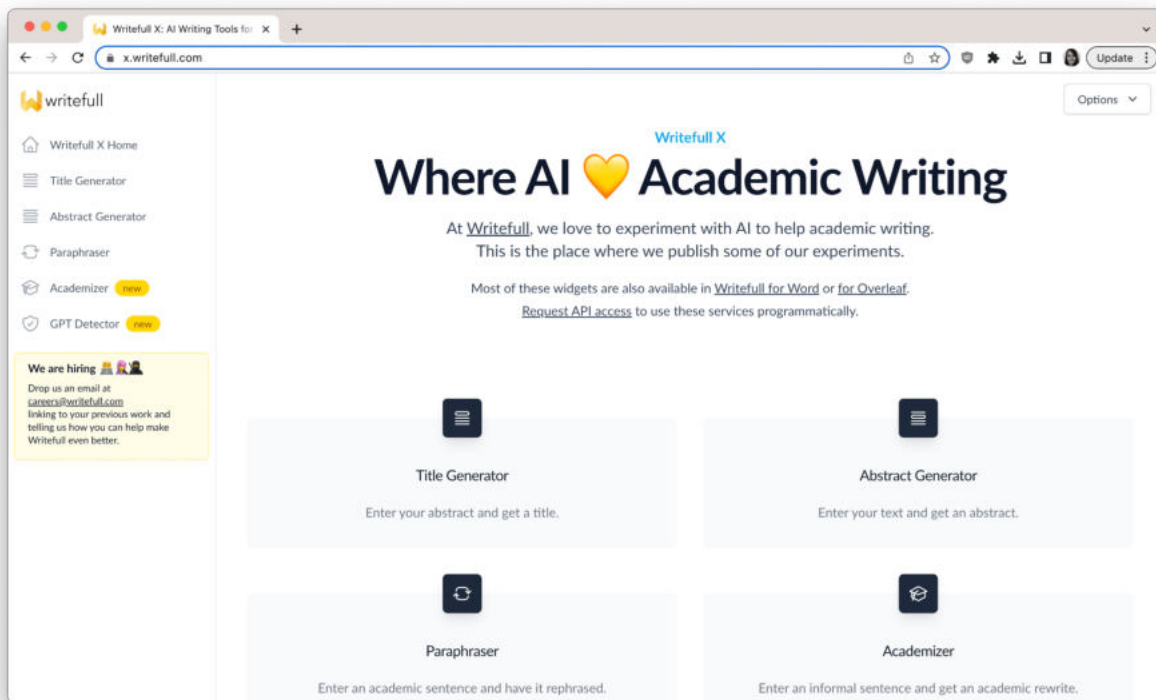 Writefull X: AI Writing Tools for
x.writefull.com
Update
writefull
Options
Writefull X Home
Title Generator
Abstract Generator
Paraphraser
Academizer new
GPT Detector new
We are hiring
Drop us an email at
careers@writefull.com
linking to your previous work and
telling us how you can help make
Writefull even better.
Writefull X
Where AI 💛 Academic Writing
At Writefull, we love to experiment with AI to help academic writing.
This is the place where we publish some of our experiments.
Most of these widgets are also available in Writefull for Word or for Overleaf.
Request API access to use these services programmatically.
Title Generator
Enter your abstract and get a title.
Abstract Generator
Enter your text and get an abstract.
Paraphraser
Enter an academic sentence and have it rephrased.
Academizer
Enter an informal sentence and get an academic rewrite.